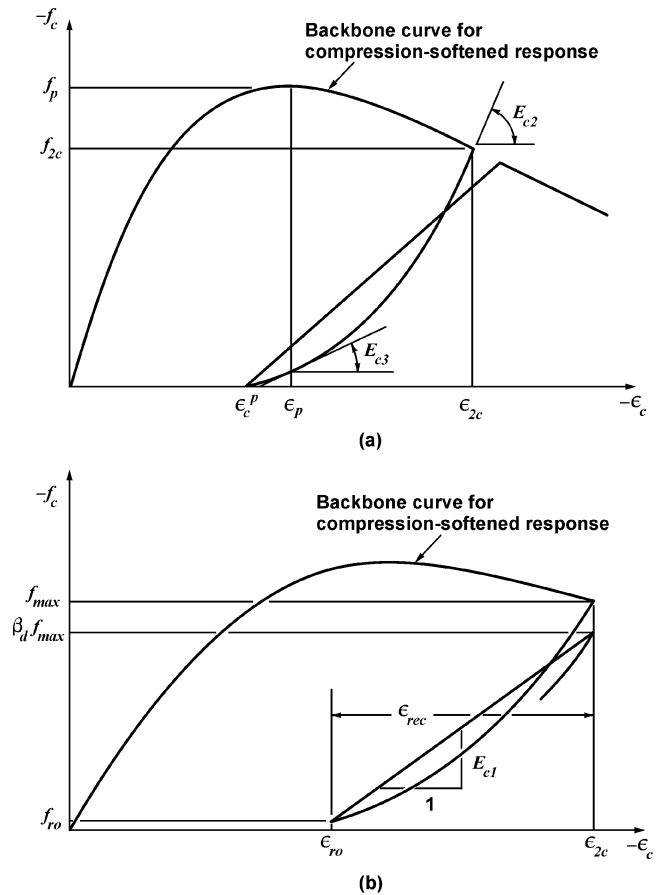 −f_c
Backbone curve for
compression-softened response
f_p
E_c2
f_2c
E_c3
ϵ_c^p
ϵ_p
ϵ_2c
−ϵ_c
(a)
−f_c
Backbone curve for
compression-softened response
f_max
β_d f_max
ϵ_rec
E_c1
1
f_ro
ϵ_ro
ϵ_2c
−ϵ_c
(b)